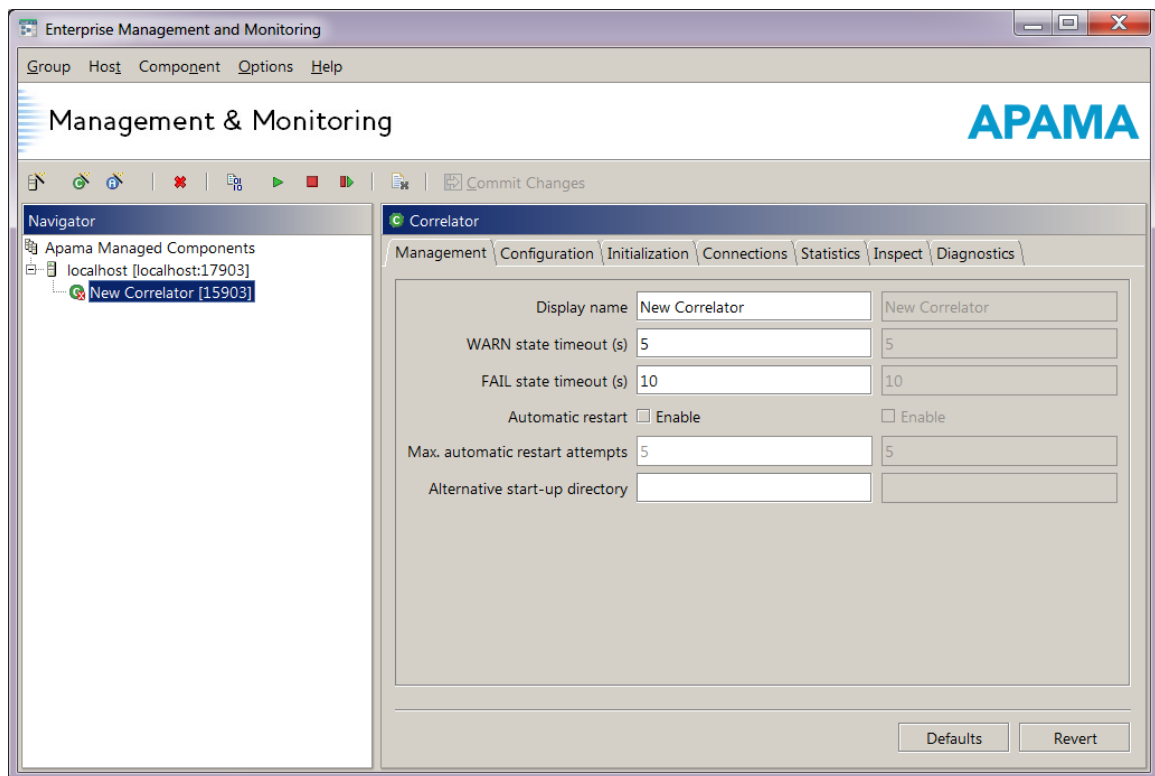 Enterprise Management and Monitoring
Group Host Component Options Help
Management & Monitoring
APAMA
Commit Changes
Navigator
Apama Managed Components
localhost [localhost:17903]
New Correlator [15903]
Correlator
Management Configuration Initialization Connections Statistics Inspect Diagnostics
Display name New Correlator New Correlator
WARN state timeout (s) 5 5
FAIL state timeout (s) 10 10
Automatic restart Enable Enable
Max. automatic restart attempts 5 5
Alternative start-up directory
Defaults Revert